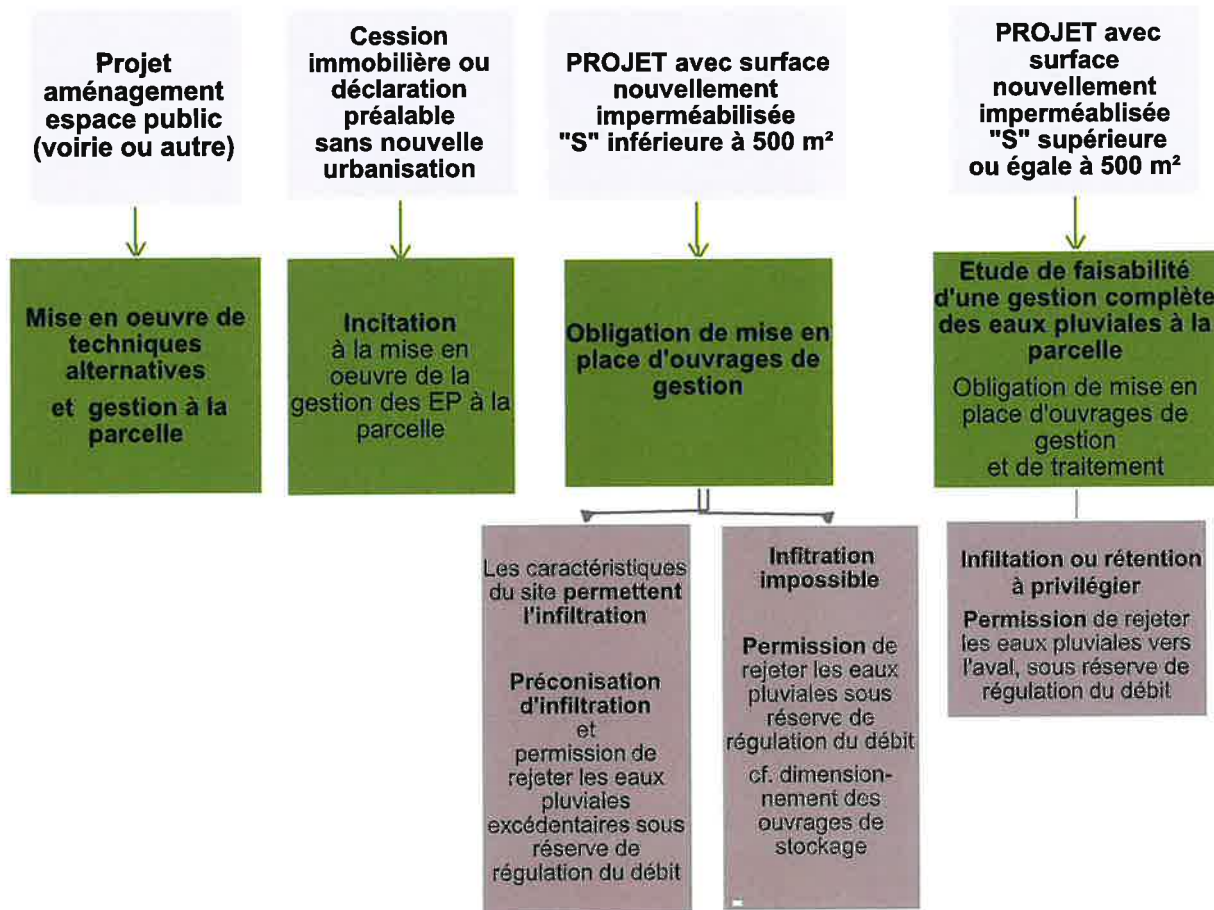 Projet
aménagement
espace public
(voirie ou autre)
Cession
immobilière ou
déclaration
préalable
sans nouvelle
urbanisation
PROJET avec surface
nouvellement
imperméabilisée
"S" inférieure à 500 m²
PROJET avec
surface
nouvellement
imperméablisée
"S" supérieure
ou égale à 500 m²
Mise en oeuvre de
techniques
alternatives
et gestion à la
parcelle
Incitation
à la mise en
oeuvre de la
gestion des EP à la
parcelle
Obligation de mise en
place d'ouvrages de
gestion
Etude de faisabilité
d'une gestion complète
des eaux pluviales à la
parcelle
Obligation de mise en
place d'ouvrages de
gestion
et de traitement
Les caractéristiques
du site permettent
l'infiltration
Préconisation
d'infiltration
et
permission de
rejeter les eaux
pluviales
excédentaires sous
réserve de
régulation du débit
Infitration
impossible
Permission de
rejeter les eaux
pluviales sous
réserve de
régulation du débit
cf. dimension-
nement des
ouvrages de
stockage
Infiltation ou rétention
à privilégier
Permission de rejeter
les eaux pluviales vers
l'aval, sous réserve de
régulation du débit